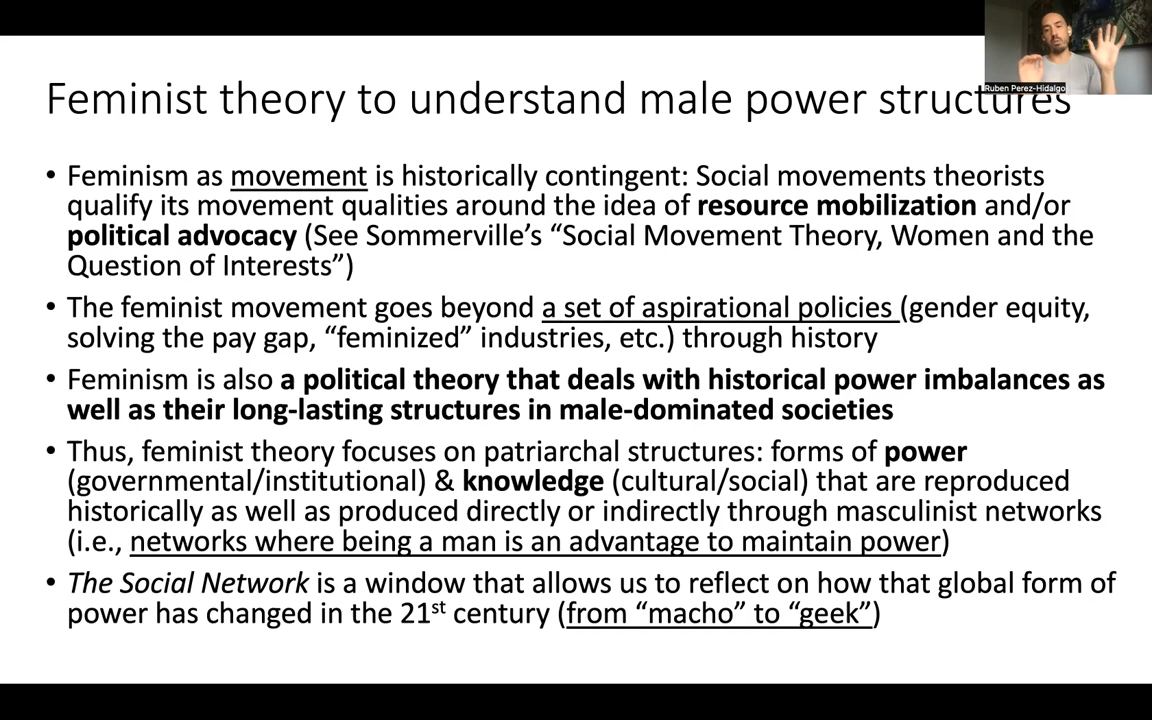 Feminist theory to understand male power structures
Ruben Perez-Hidalgo
• Feminism as movement is historically contingent: Social movements theorists
qualify its movement qualities around the idea of resource mobilization and/or
political advocacy (See Sommerville’s “Social Movement Theory, Women and the
Question of Interests”)
• The feminist movement goes beyond a set of aspirational policies (gender equity,
solving the pay gap, “feminized” industries, etc.) through history
• Feminism is also a political theory that deals with historical power imbalances as
well as their long-lasting structures in male-dominated societies
• Thus, feminist theory focuses on patriarchal structures: forms of power
(governmental/institutional) & knowledge (cultural/social) that are reproduced
historically as well as produced directly or indirectly through masculinist networks
(i.e., networks where being a man is an advantage to maintain power)
• The Social Network is a window that allows us to reflect on how that global form of
power has changed in the 21st century (from “macho” to “geek”)